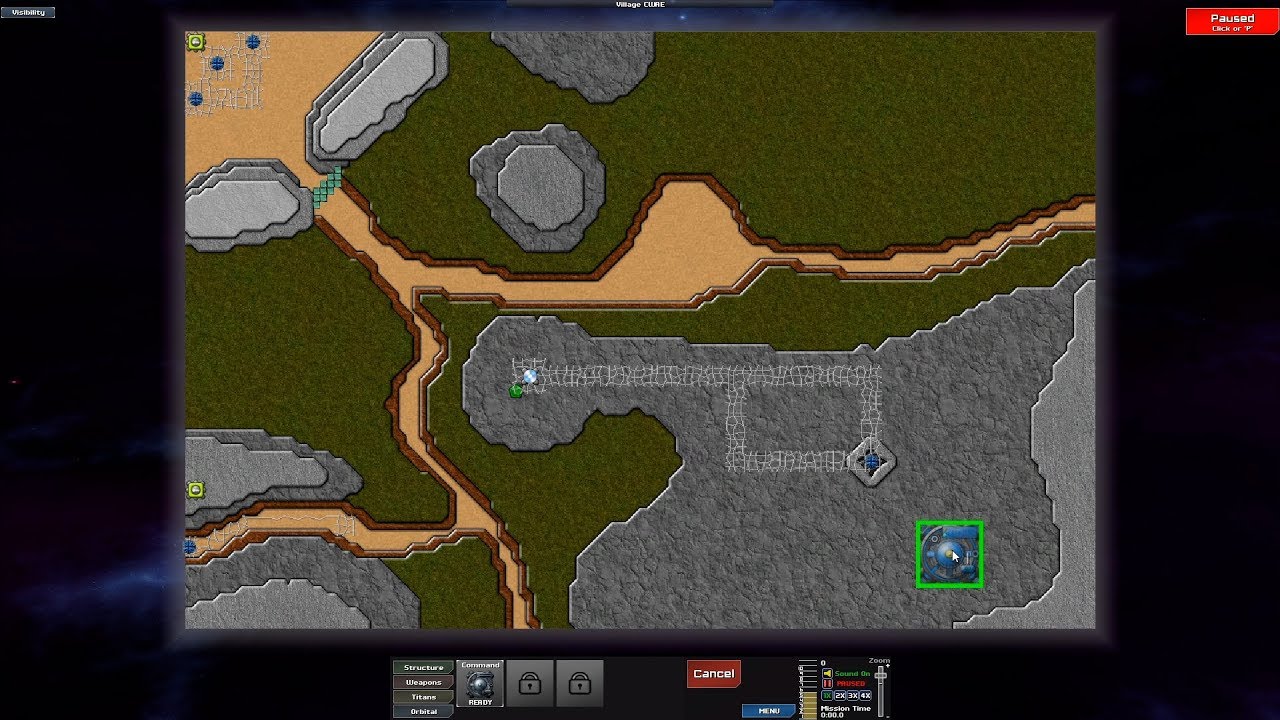 Visibility
Village CWRE
Paused
Click or 'P'
Structure
Weapons
Titans
Orbital
Command
READY
Cancel
MENU
0
Sound On
PAUSED
1X 2X 3X 4X
Mission Time
0:00.0
Zoom
+
-